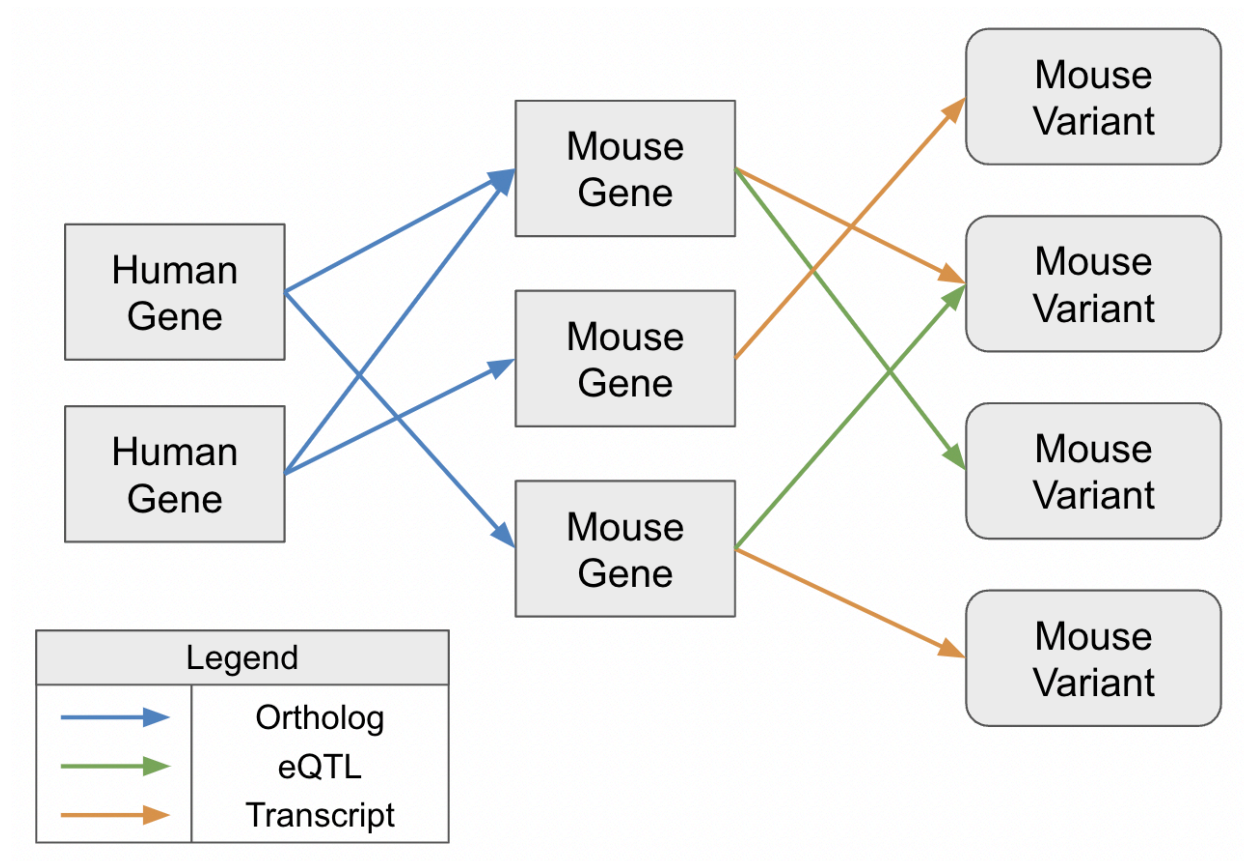 Human
Gene
Human
Gene
Mouse
Gene
Mouse
Gene
Mouse
Gene
Mouse
Variant
Mouse
Variant
Mouse
Variant
Mouse
Variant
Legend
Ortholog
eQTL
Transcript